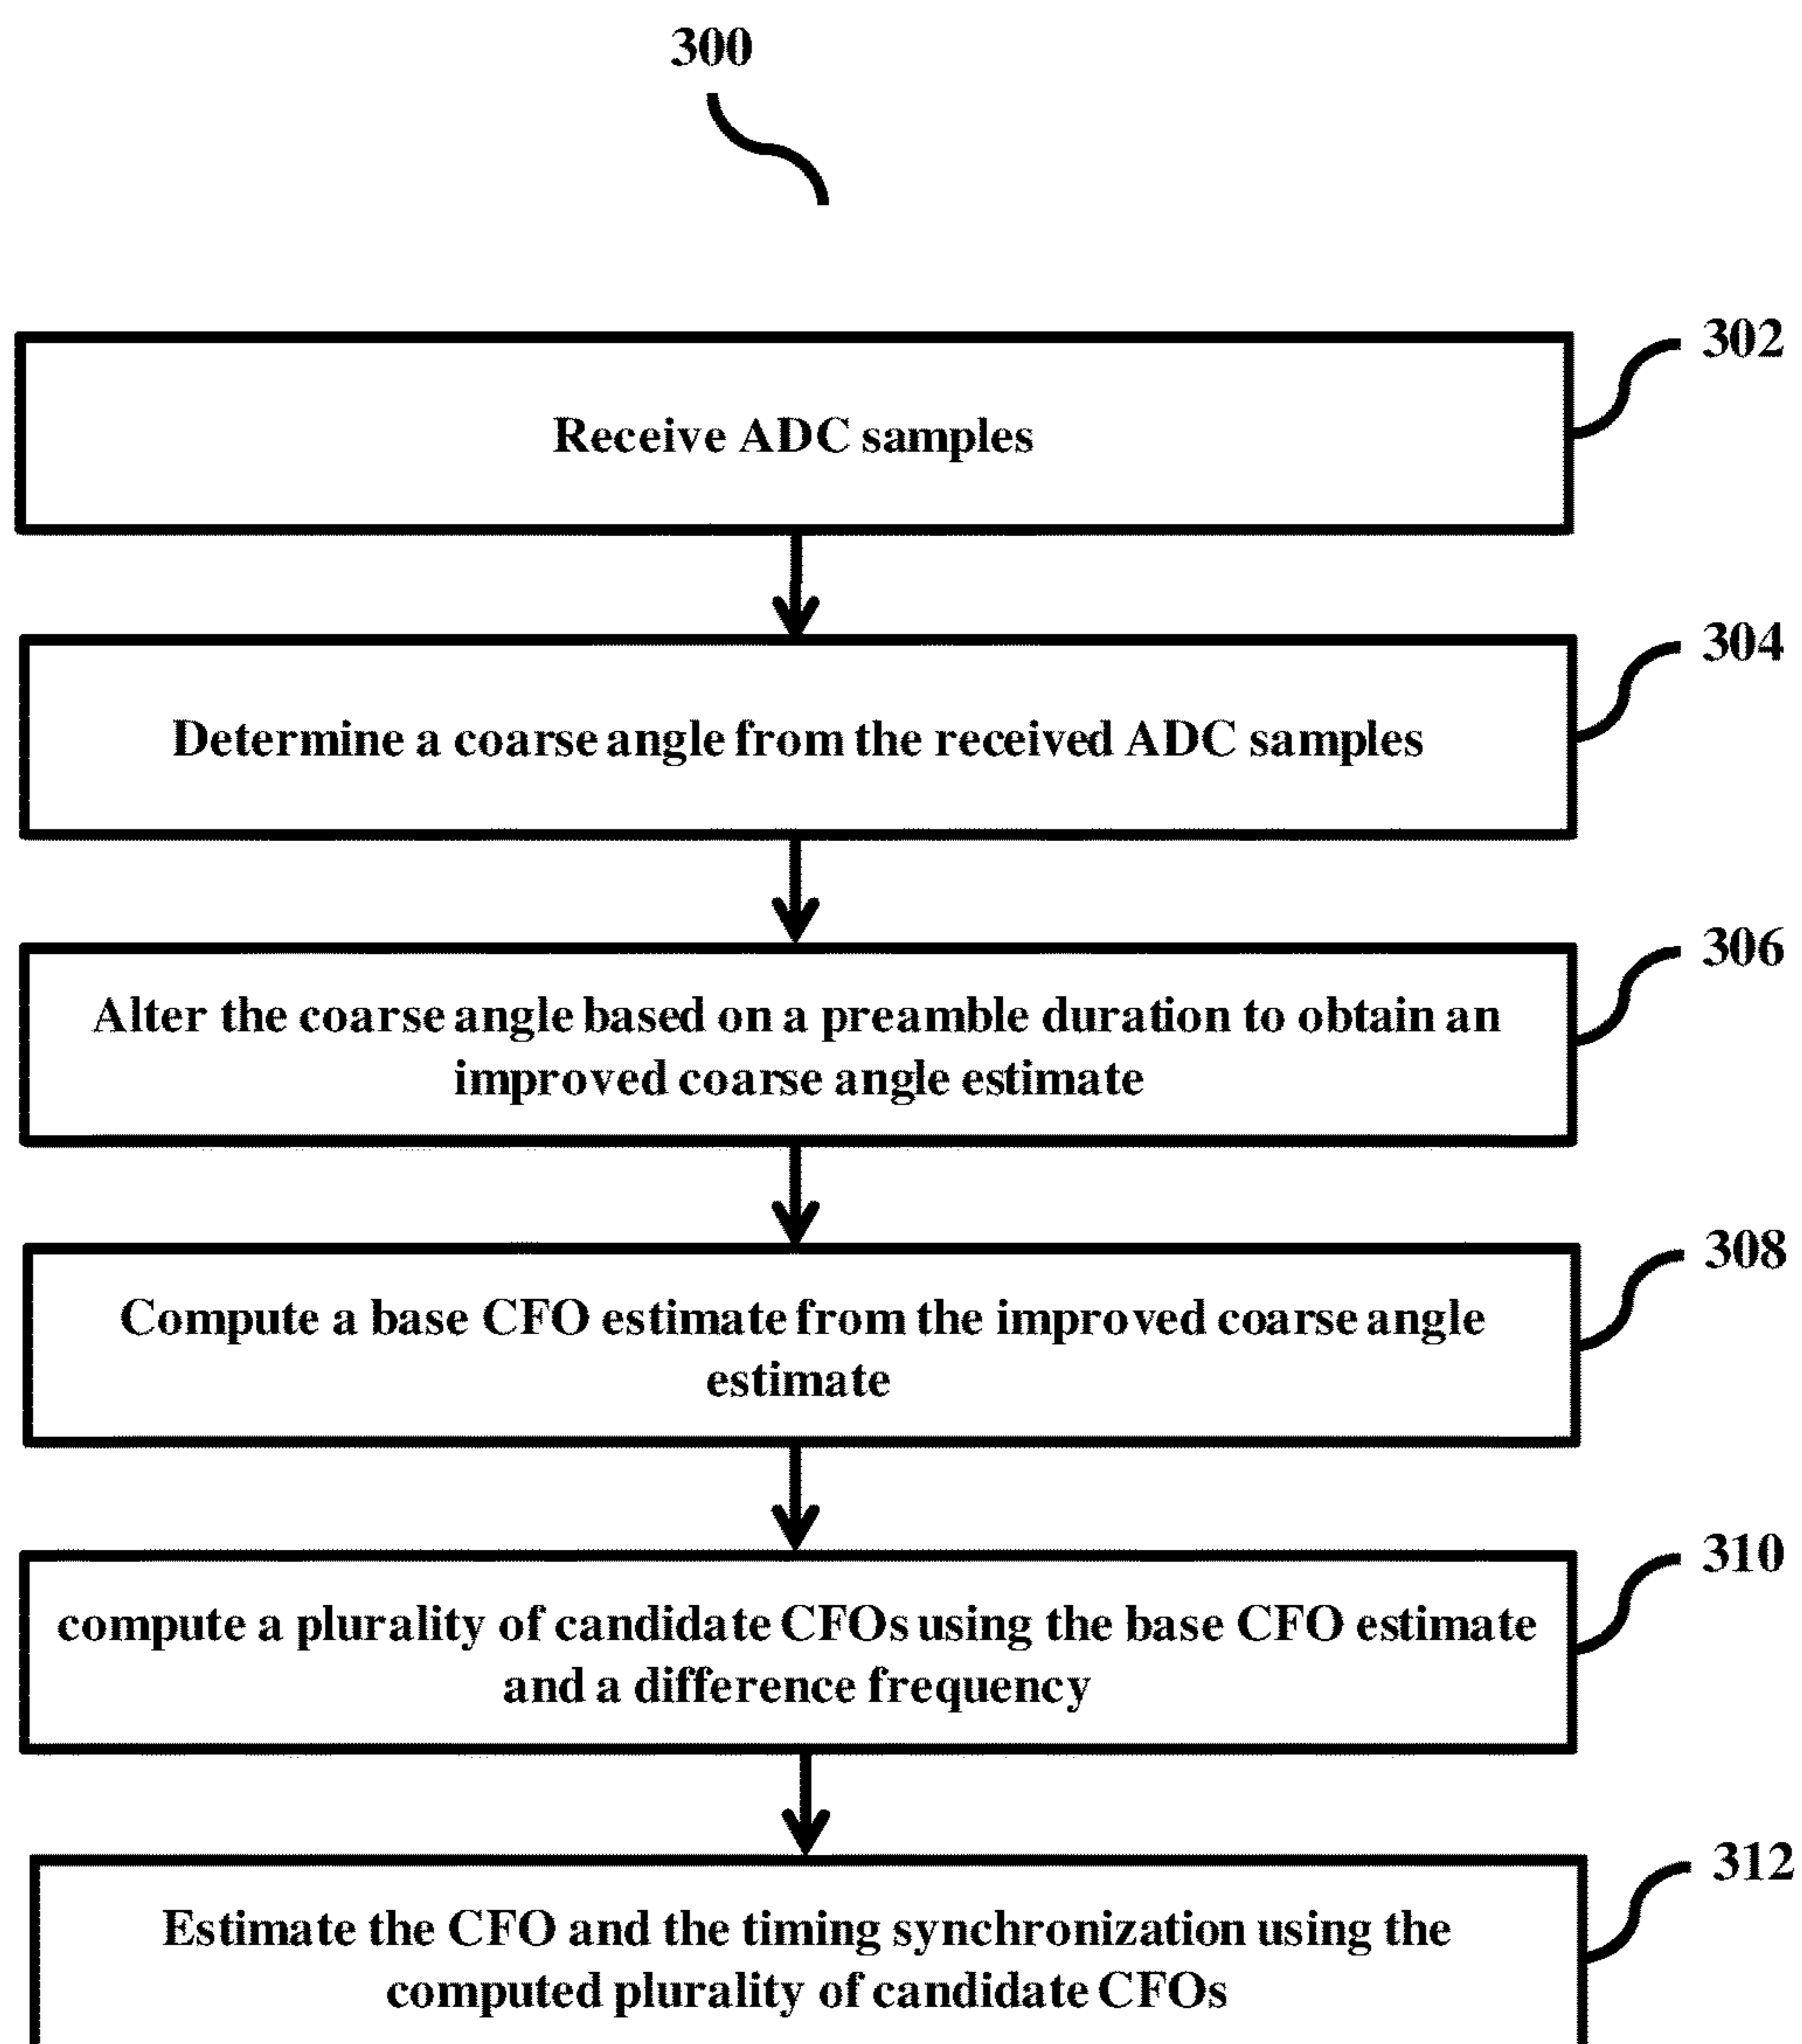 300
302
Receive ADC samples
304
Determine a coarse angle from the received ADC samples
306
Alter the coarse angle based on a preamble duration to obtain an
improved coarse angle estimate
308
Compute a base CFO estimate from the improved coarse angle
estimate
310
compute a plurality of candidate CFOs using the base CFO estimate
and a difference frequency
312
Estimate the CFO and the timing synchronization using the
computed plurality of candidate CFOs